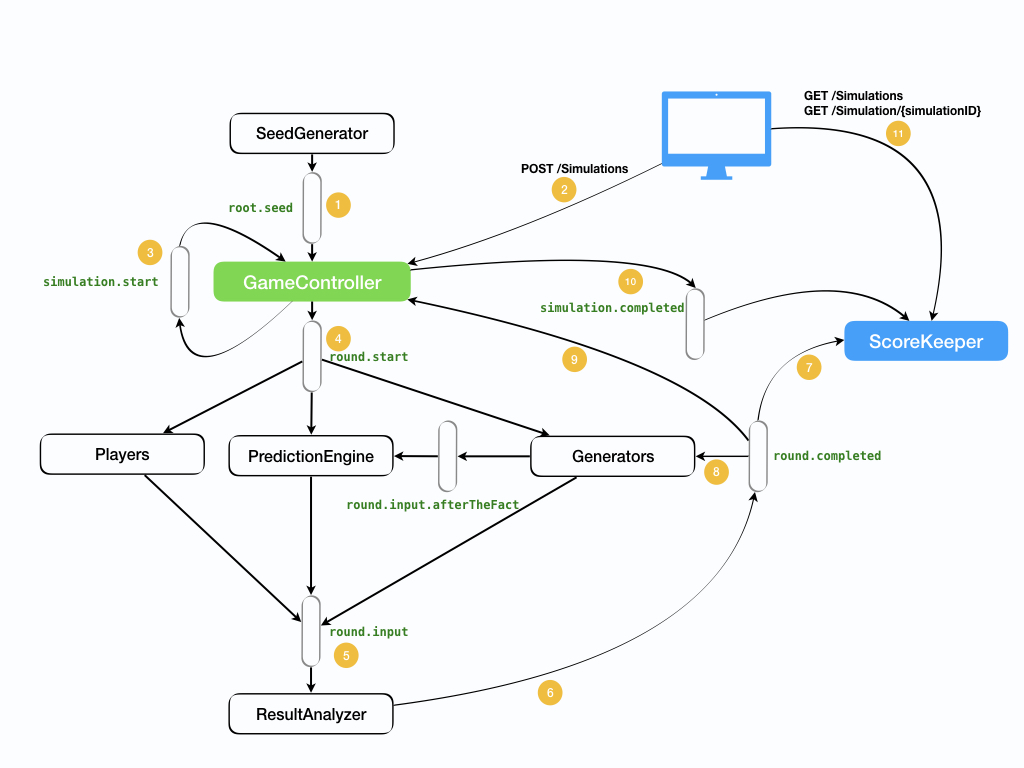 GET /Simulations
GET /Simulation/{simulationID}
11
SeedGenerator
POST /Simulations
2
root.seed
1
3
simulation.start
GameController
10
simulation.completed
4
round.start
9
ScoreKeeper
7
Players
PredictionEngine
Generators
8
round.completed
round.input.afterTheFact
round.input
5
6
ResultAnalyzer